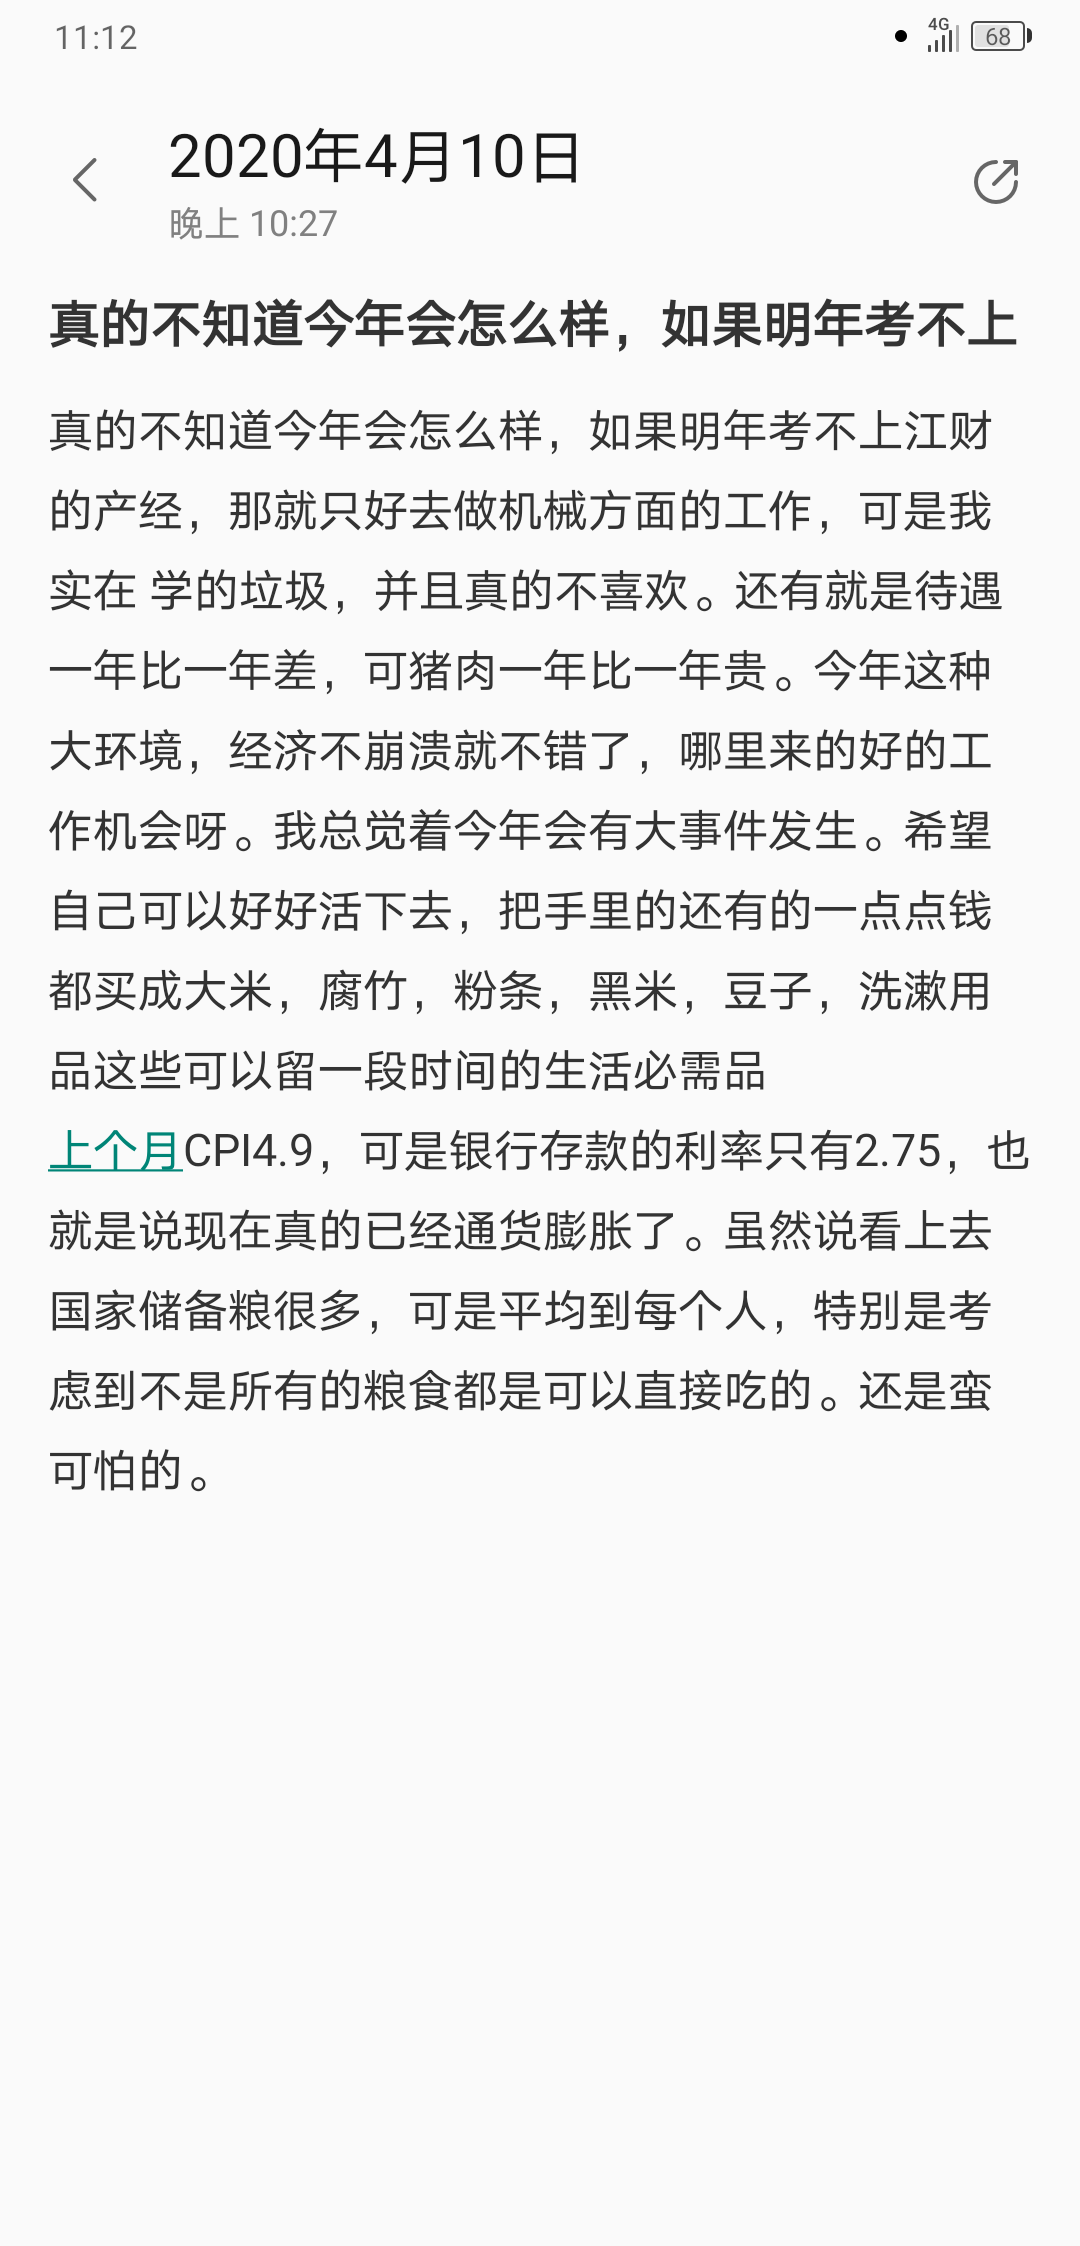 11:12
4G
68
2020年4月10日
晚上 10:27
真的不知道今年会怎么样，如果明年考不上
真的不知道今年会怎么样，如果明年考不上江财
的产经，那就只好去做机械方面的工作，可是我
实在 学的垃圾，并且真的不喜欢。还有就是待遇
一年比一年差，可猪肉一年比一年贵。今年这种
大环境，经济不崩溃就不错了，哪里来的好的工
作机会呀。我总觉着今年会有大事件发生。希望
自己可以好好活下去，把手里的还有的一点点钱
都买成大米，腐竹，粉条，黑米，豆子，洗漱用
品这些可以留一段时间的生活必需品
上个月CPI4.9，可是银行存款的利率只有2.75，也
就是说现在真的已经通货膨胀了。虽然说看上去
国家储备粮很多，可是平均到每个人，特别是考
虑到不是所有的粮食都是可以直接吃的。还是蛮
可怕的。